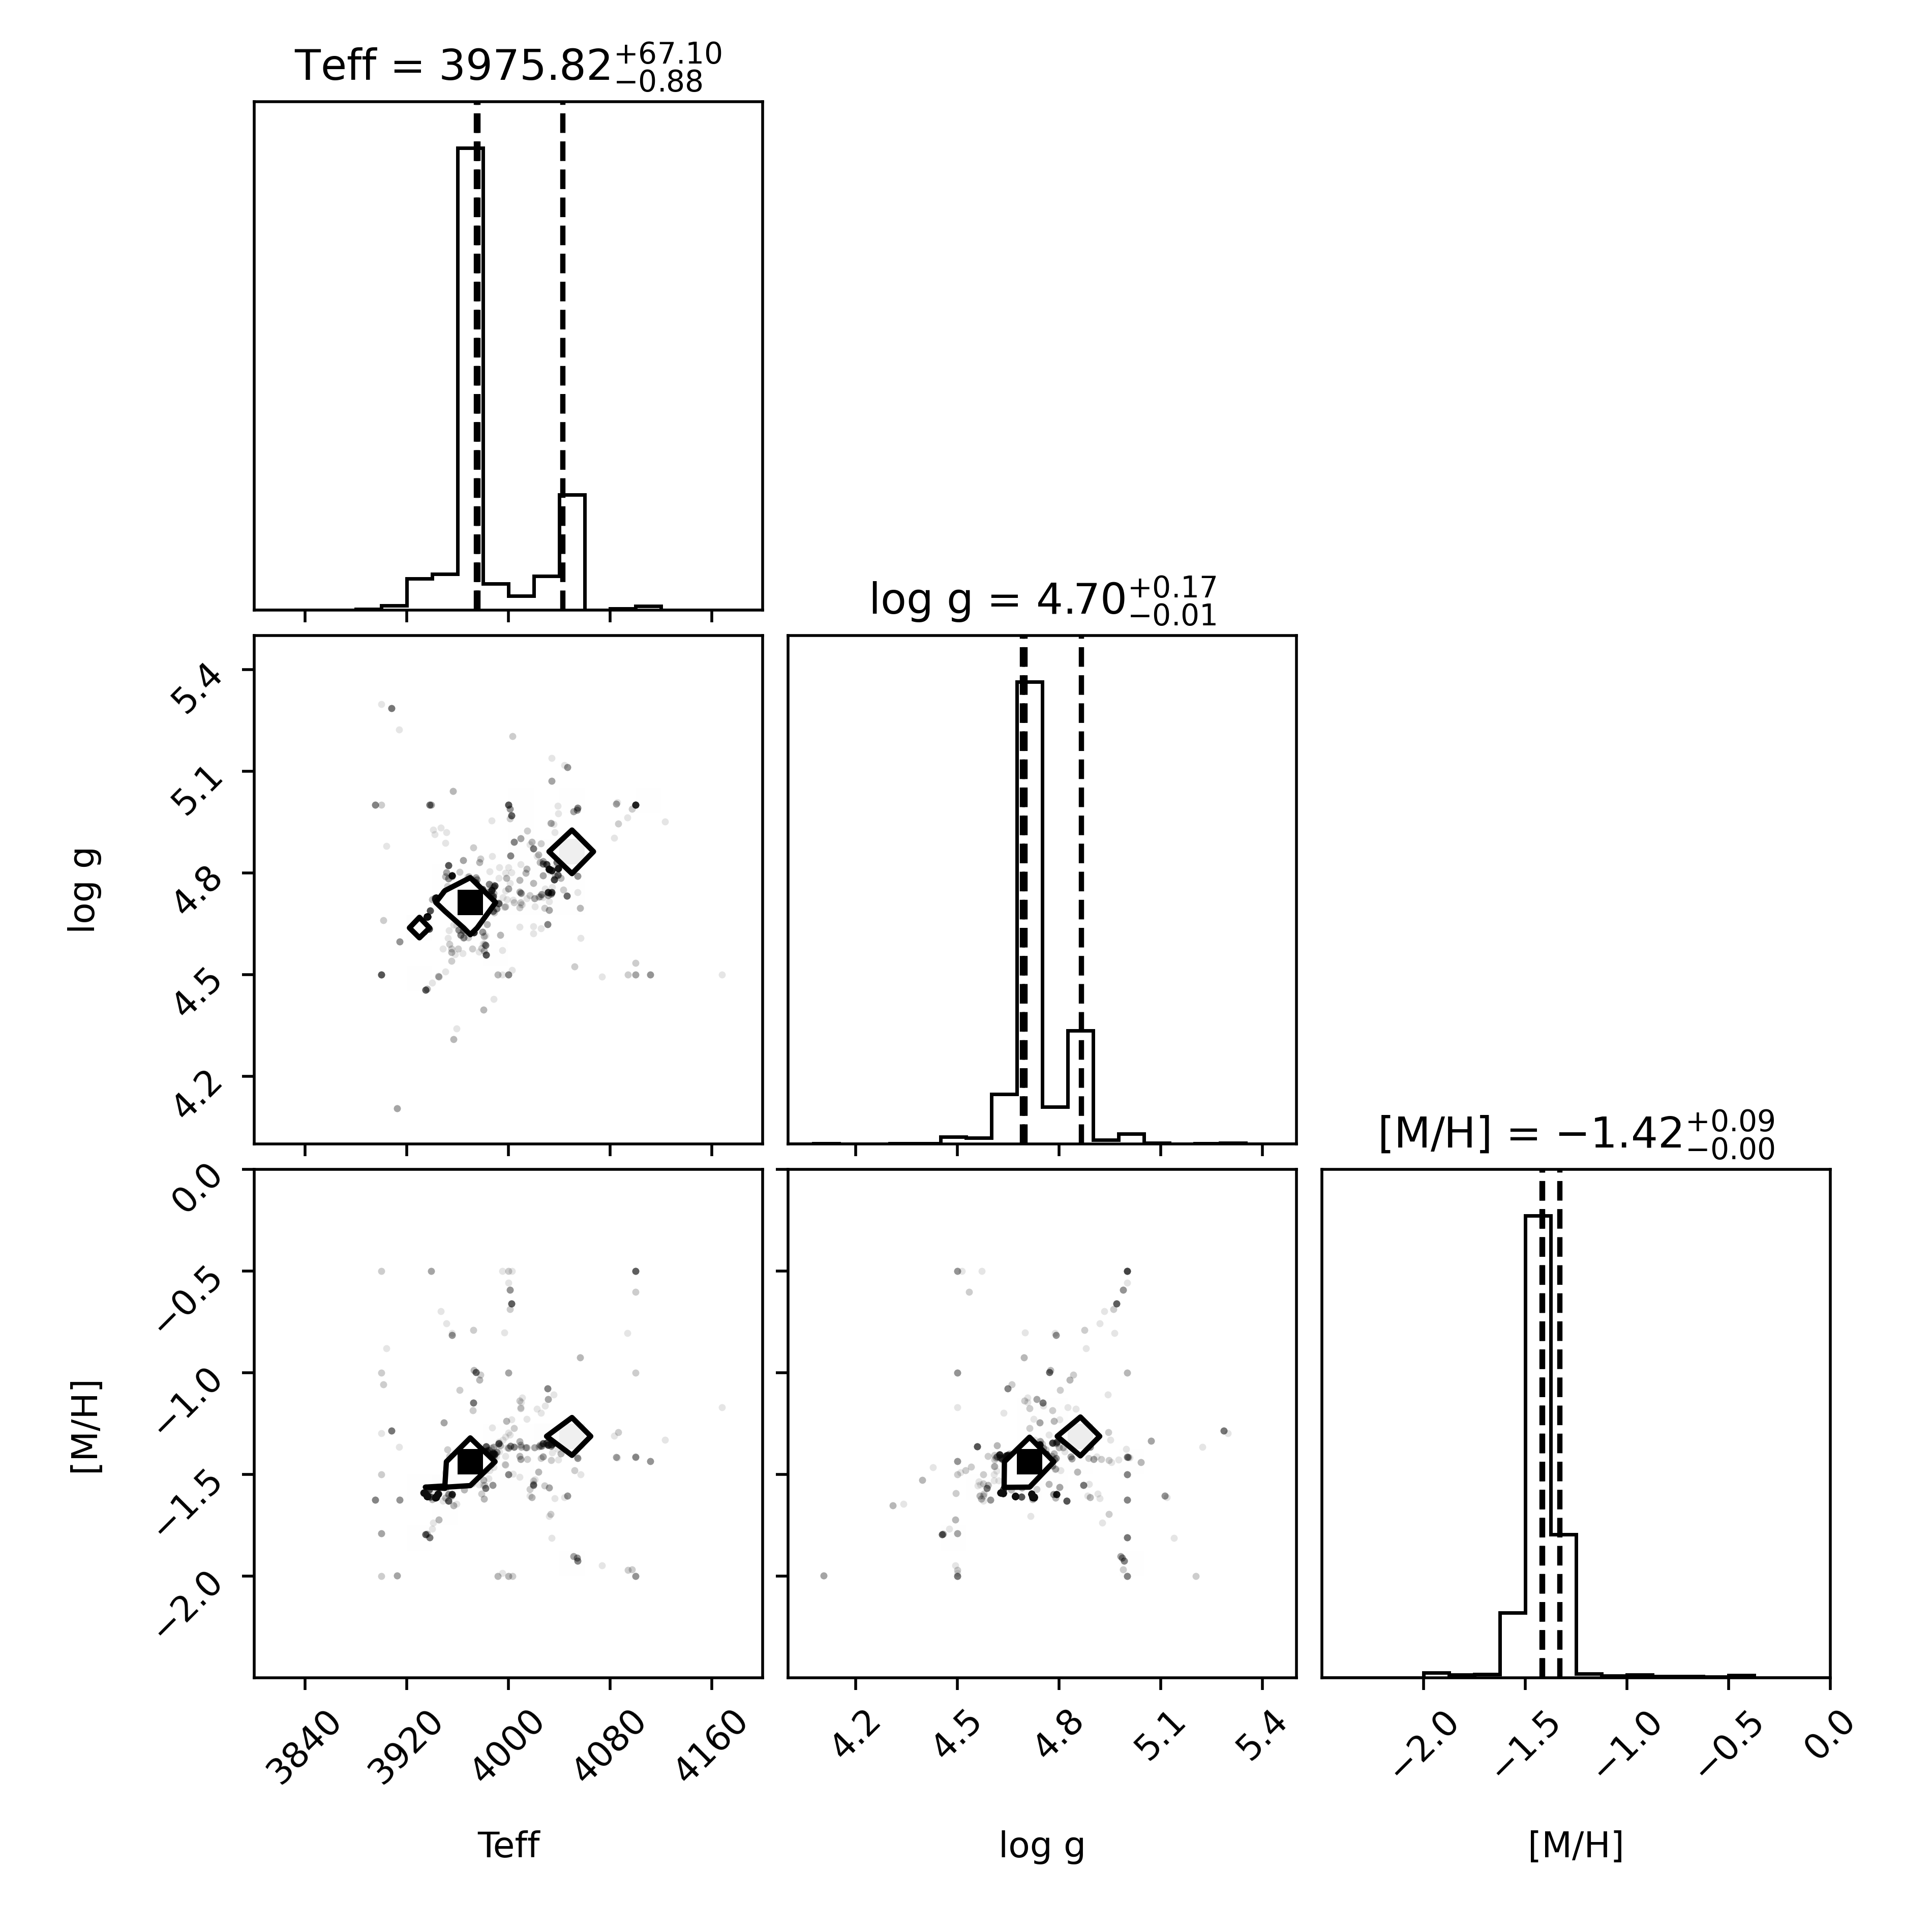 Teff = 3975.82 +67.10 −0.88
log g = 4.70 +0.17 −0.01
[M/H] = −1.42 +0.09 −0.00
5.4
5.1
4.8
4.5
4.2
log g
0.0
−0.5
−1.0
−1.5
−2.0
[M/H]
3840 3920 4000 4080 4160
4.2 4.5 4.8 5.1 5.4
−2.0 −1.5 −1.0 −0.5 0.0
Teff
log g
[M/H]